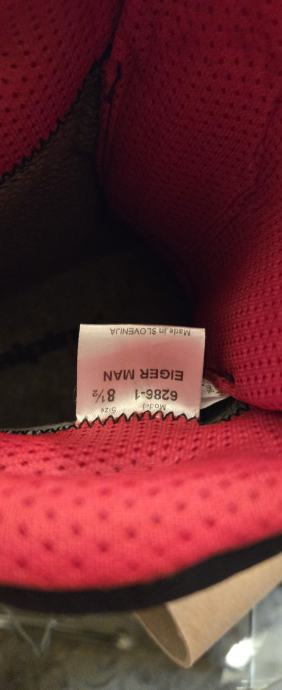 Model Size
6286-1 8½
EIGER MAN
Made in SLOVENIJA